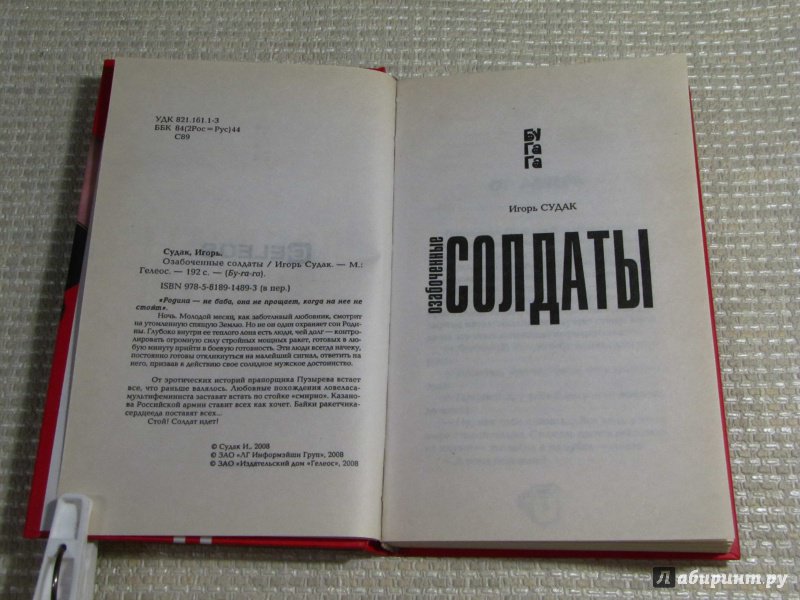 УДК 821.161.1-3
ББК 84(2Рос=Рус)44
С89
Судак, Игорь.
Озабоченные солдаты / Игорь Судак. — М.:
Гелеос. — 192 с. — (Бу-га-га).
ISBN 978-5-8189-1489-3 (в пер.)
«Родина — не баба, она не прощает, когда на нее не
стоит».
Ночь. Молодой месяц, как заботливый любовник, смотрит
на утомленную спящую Землю. Но не он один охраняет сон Роди-
ны. Глубоко внутри ее теплого лона есть люди, чей долг — контро-
лировать огромную силу стройных мощных ракет, готовых в лю-
бую минуту прийти в боевую готовность. Эти люди всегда начеку,
постоянно готовы откликнуться на малейший сигнал, ответить на
него, призвав к действию свое солидное мужское достоинство.
От эротических историй прапорщика Пузырева встает
все, что раньше валялось. Любовные похождения ловеласа-
мультифеминиста заставят встать по стойке «смирно». Казано-
ва Российской армии ставит всех как хочет. Байки ракетчика-
сердцееда поставят всех...
Стой! Солдат идет!
© Судак И., 2008
© ЗАО «ЛГ Информэйшн Груп», 2008
© ЗАО «Издательский дом «Гелеос», 2008
БУ
ГА
ГА
Игорь СУДАК
озабоченные
СОЛДАТЫ
Лабиринт.ру